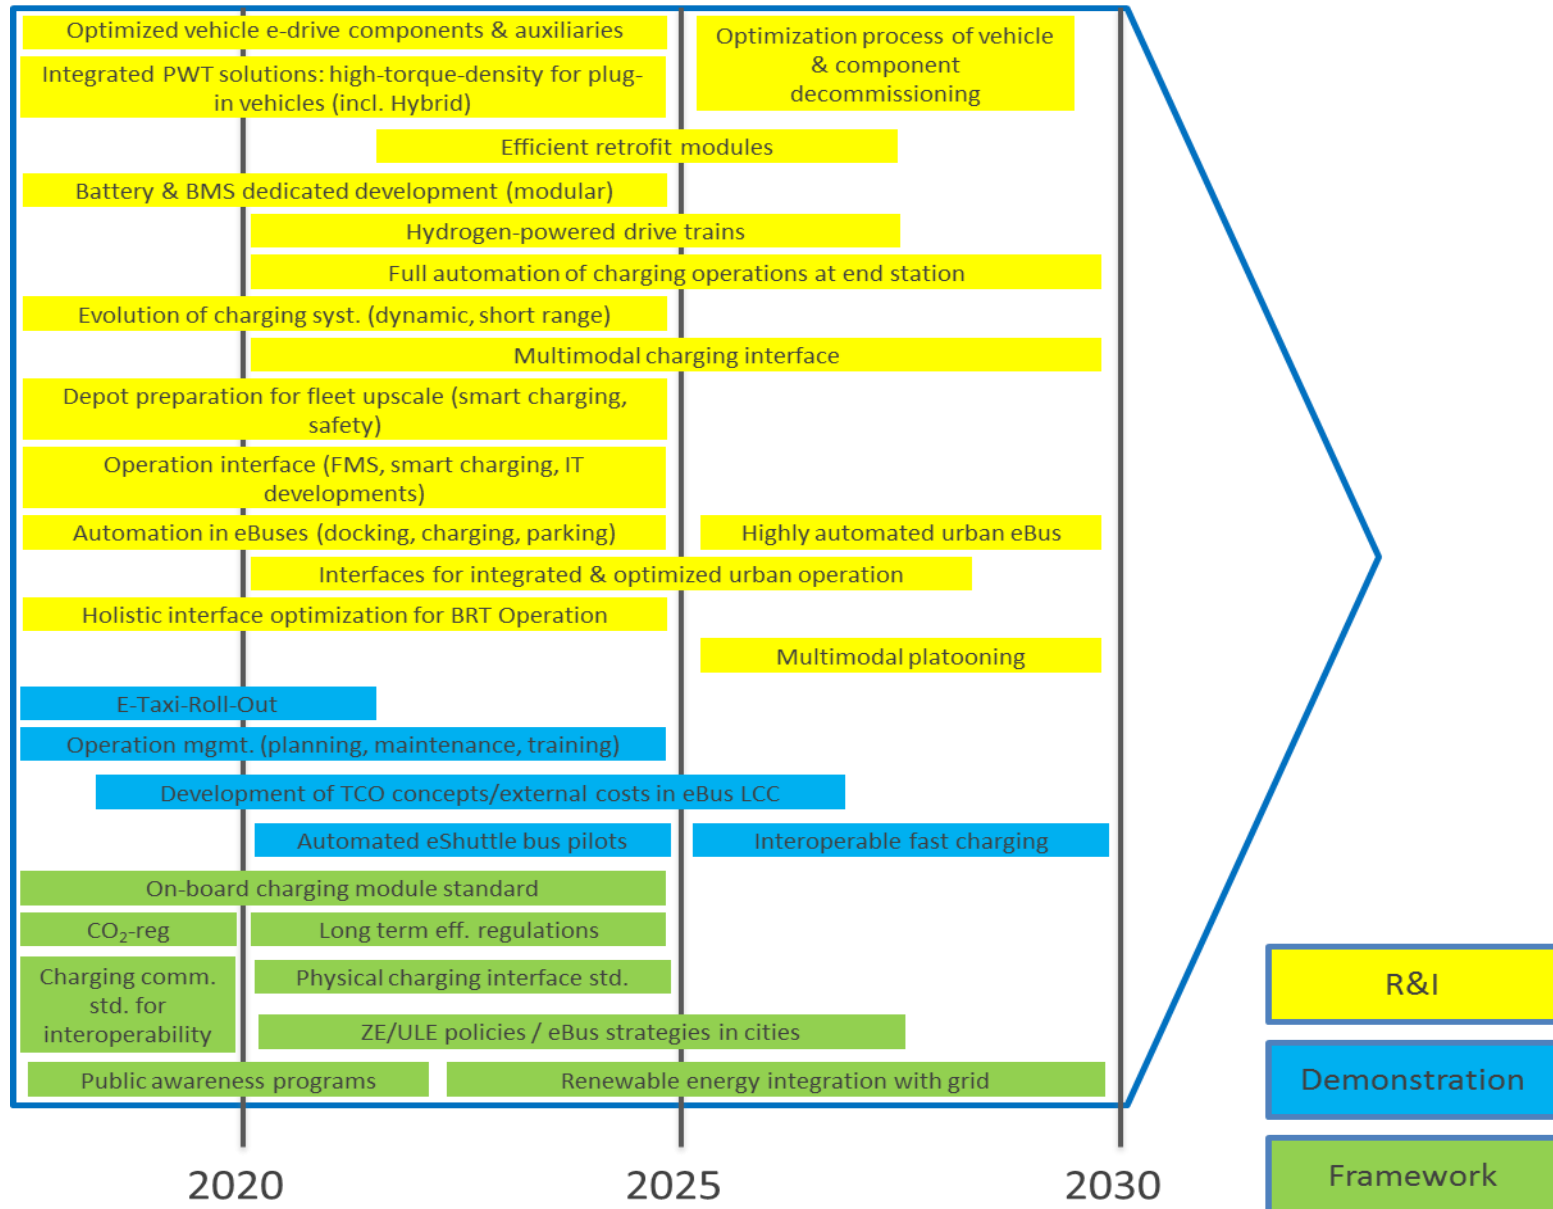 Optimized vehicle e-drive components & auxiliaries
Optimization process of vehicle
& component
decommissioning
Integrated PWT solutions: high-torque-density for plug-
in vehicles (incl. Hybrid)
Efficient retrofit modules
Battery & BMS dedicated development (modular)
Hydrogen-powered drive trains
Full automation of charging operations at end station
Evolution of charging syst. (dynamic, short range)
Multimodal charging interface
Depot preparation for fleet upscale (smart charging,
safety)
Operation interface (FMS, smart charging, IT
developments)
Automation in eBuses (docking, charging, parking)
Highly automated urban eBus
Interfaces for integrated & optimized urban operation
Holistic interface optimization for BRT Operation
Multimodal platooning
E-Taxi-Roll-Out
Operation mgmt. (planning, maintenance, training)
Development of TCO concepts/external costs in eBus LCC
Automated eShuttle bus pilots
Interoperable fast charging
On-board charging module standard
CO₂-reg
Long term eff. regulations
Charging comm.
std. for
interoperability
Physical charging interface std.
ZE/ULE policies / eBus strategies in cities
Public awareness programs
Renewable energy integration with grid
R&I
Demonstration
Framework
2020
2025
2030